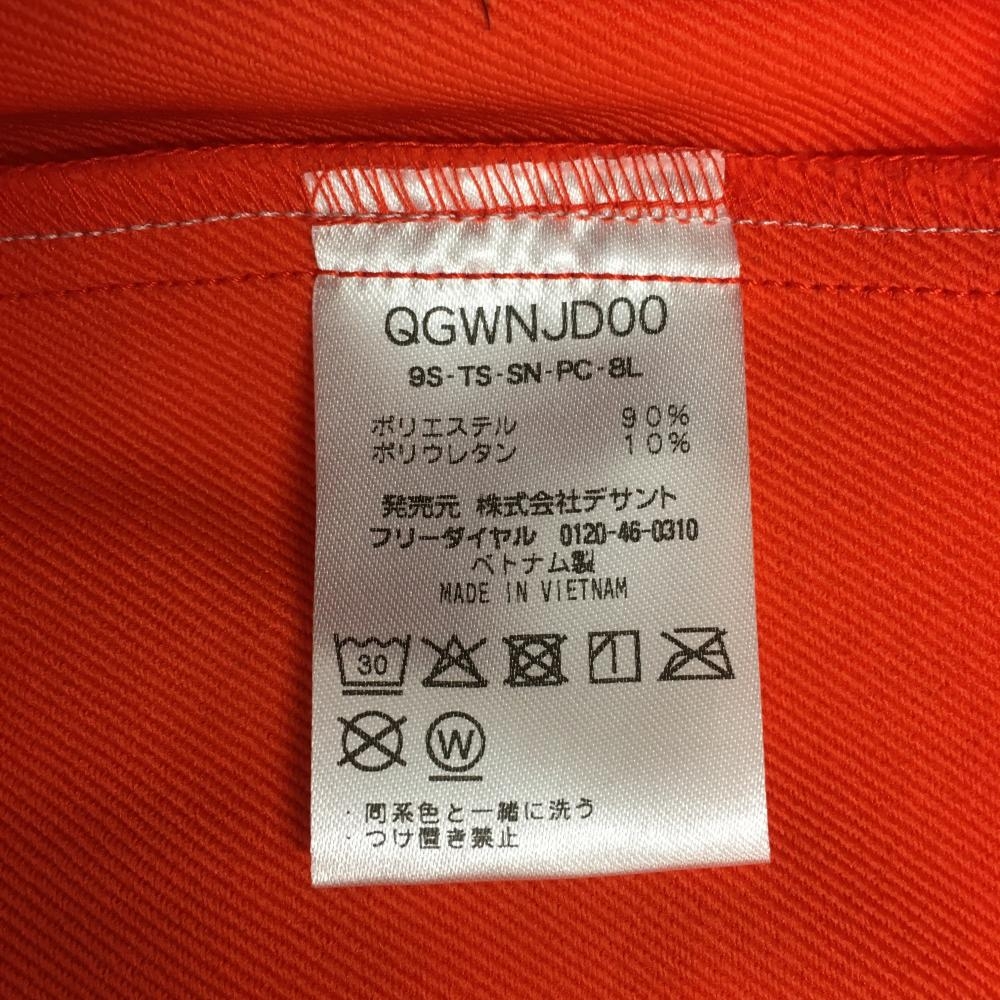 QGWNJD00
9S-TS-SN-PC-8L
ポリエステル 90%
ポリウレタン 10%
発売元 株式会社デサント
フリーダイヤル 0120-46-0310
ベトナム製
MADE IN VIETNAM
30
W
・同系色と一緒に洗う
・つけ置き禁止